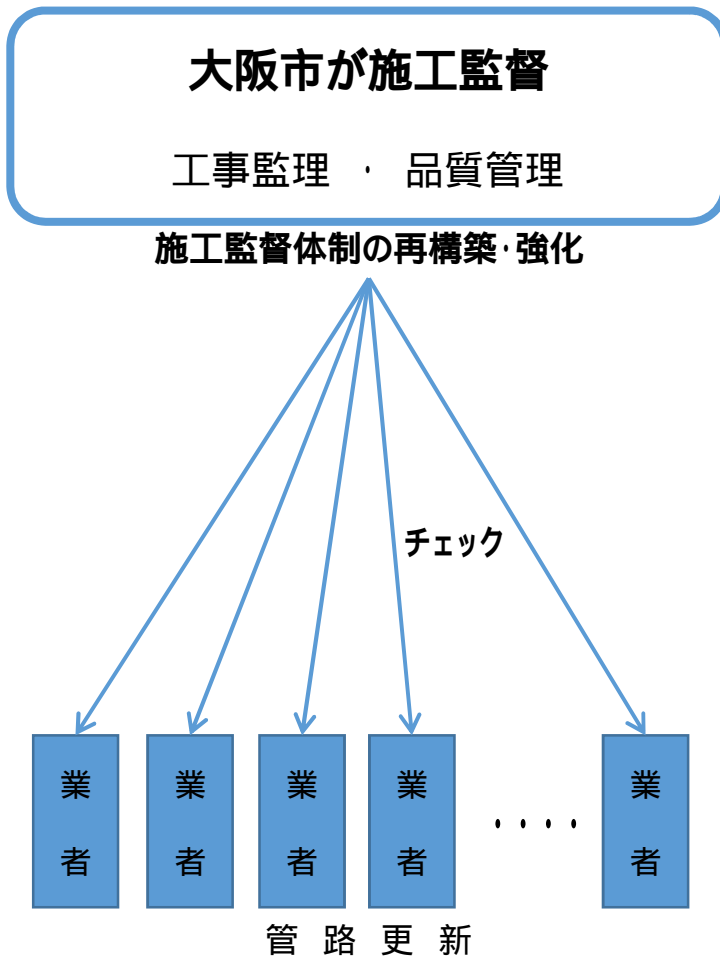 大阪市が施工監督
工事監理 ・ 品質管理
施工監督体制の再構築・強化
チェック
業者
業者
業者
業者
・・・・
業者
管路更新